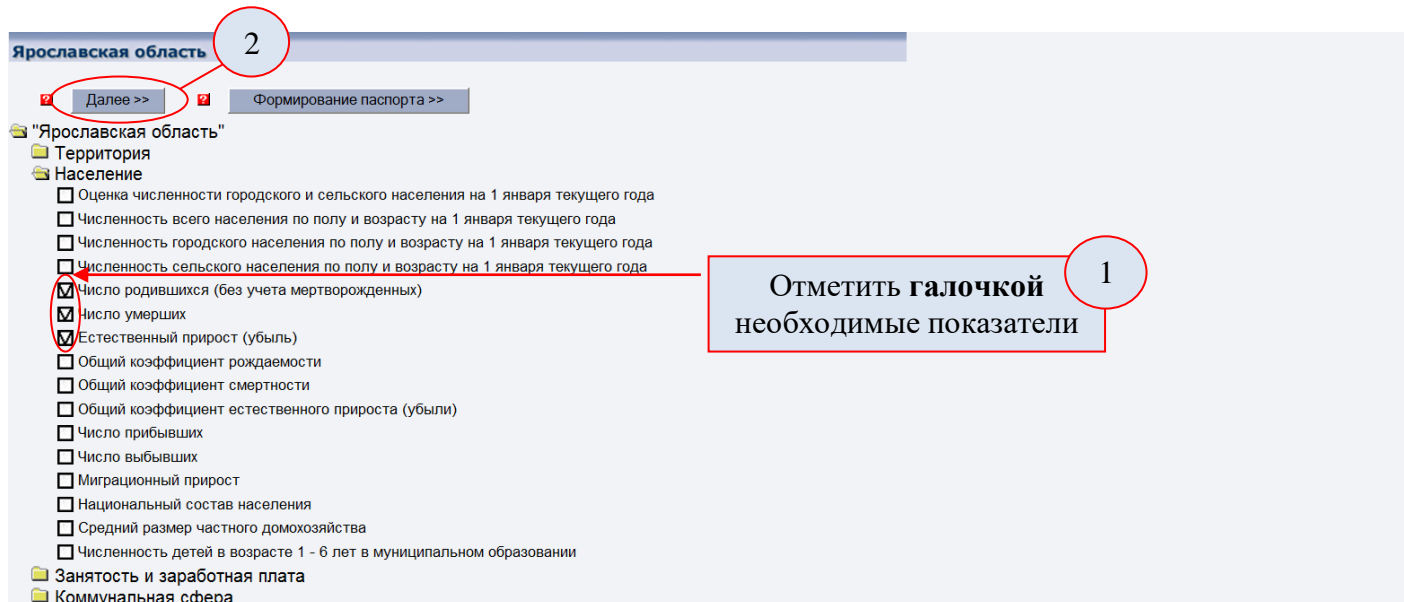 2
Ярославская область
Далее >>
Формирование паспорта >>
"Ярославская область"
Территория
Население
Оценка численности городского и сельского населения на 1 января текущего года
Численность всего населения по полу и возрасту на 1 января текущего года
Численность городского населения по полу и возрасту на 1 января текущего года
Численность сельского населения по полу и возрасту на 1 января текущего года
1
Отметить галочкой
необходимые показатели
Число родившихся (без учета мертворожденных)
Число умерших
Естественный прирост (убыль)
Общий коэффициент рождаемости
Общий коэффициент смертности
Общий коэффициент естественного прироста (убыли)
Число прибывших
Число выбывших
Миграционный прирост
Национальный состав населения
Средний размер частного домохозяйства
Численность детей в возрасте 1 - 6 лет в муниципальном образовании
Занятость и заработная плата
Коммунальная сфера